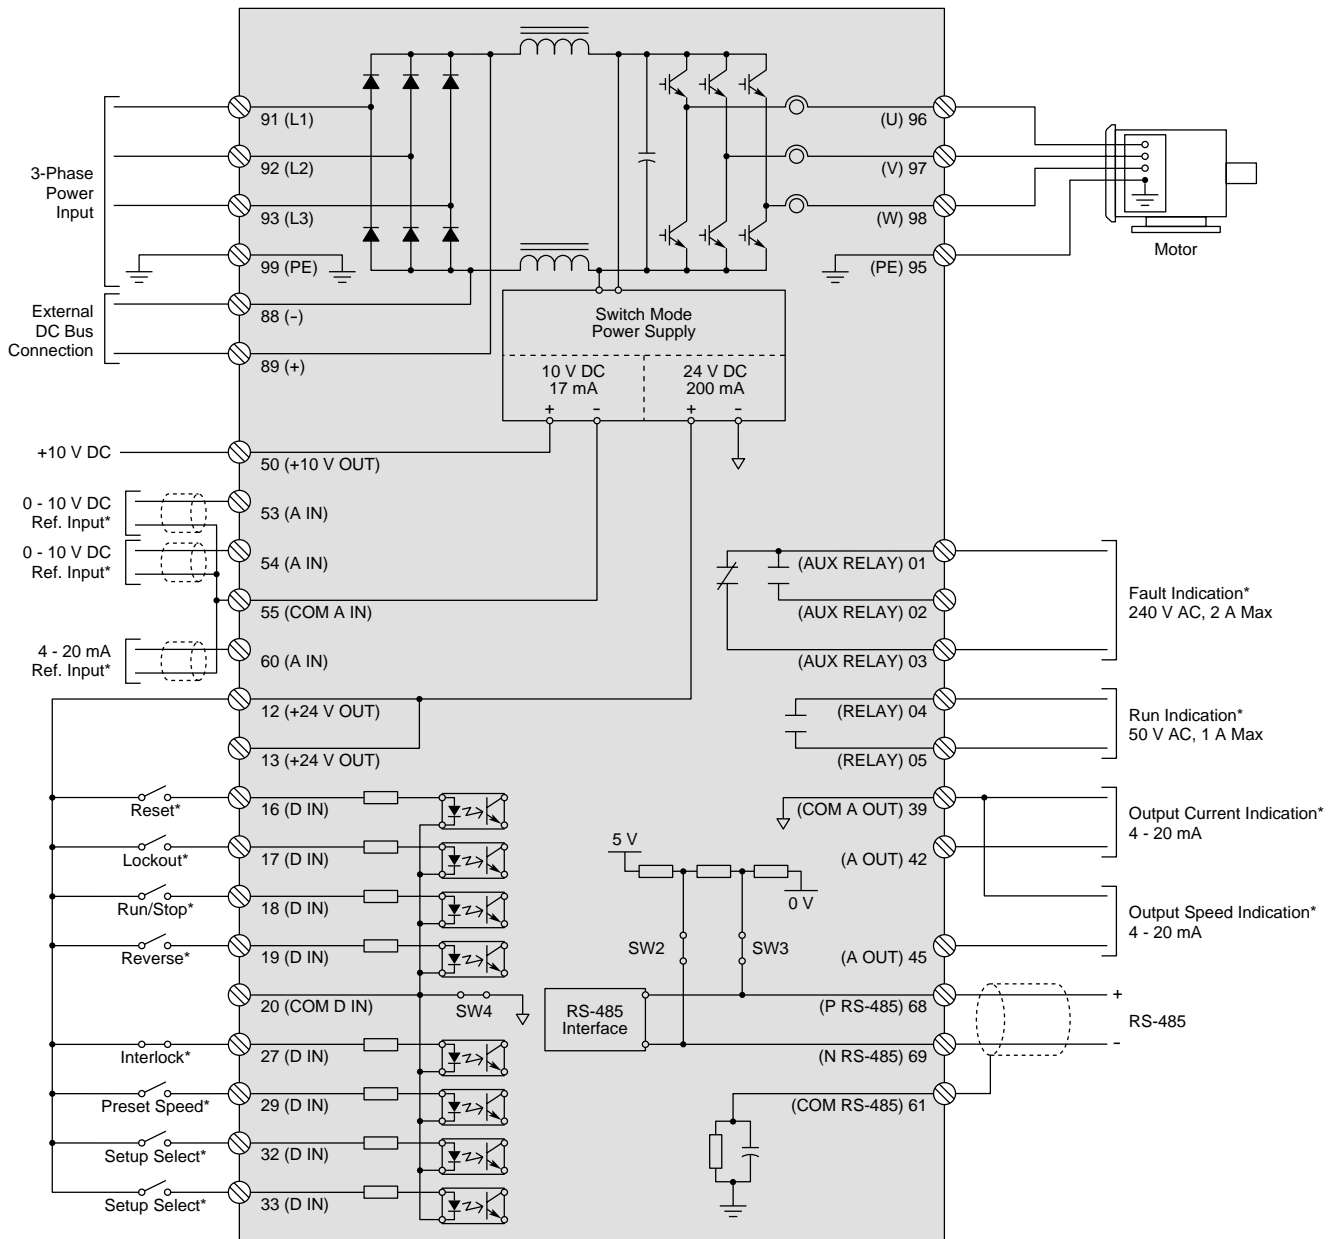 3-Phase
Power
Input
91 (L1)
92 (L2)
93 (L3)
99 (PE)
(U) 96
(V) 97
(W) 98
(PE) 95
Motor
External
DC Bus
Connection
88 (-)
89 (+)
Switch Mode
Power Supply
10 V DC
17 mA
+ -
24 V DC
200 mA
+ -
+10 V DC
50 (+10 V OUT)
0 - 10 V DC
Ref. Input*
53 (A IN)
0 - 10 V DC
Ref. Input*
54 (A IN)
55 (COM A IN)
4 - 20 mA
Ref. Input*
60 (A IN)
12 (+24 V OUT)
13 (+24 V OUT)
Reset*
16 (D IN)
Lockout*
17 (D IN)
Run/Stop*
18 (D IN)
Reverse*
19 (D IN)
20 (COM D IN)
SW4
Interlock*
27 (D IN)
Preset Speed*
29 (D IN)
Setup Select*
32 (D IN)
Setup Select*
33 (D IN)
(AUX RELAY) 01
(AUX RELAY) 02
(AUX RELAY) 03
Fault Indication*
240 V AC, 2 A Max
(RELAY) 04
(RELAY) 05
Run Indication*
50 V AC, 1 A Max
(COM A OUT) 39
(A OUT) 42
Output Current Indication*
4 - 20 mA
5 V
0 V
SW2
SW3
(A OUT) 45
Output Speed Indication*
4 - 20 mA
RS-485
Interface
(P RS-485) 68
(N RS-485) 69
+
RS-485
-
(COM RS-485) 61